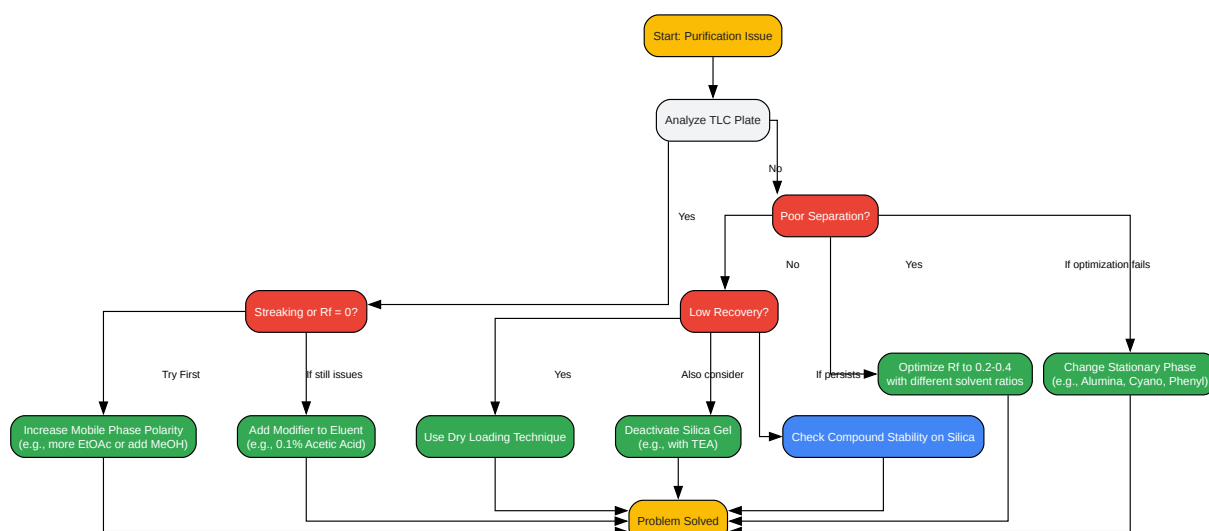 Start: Purification Issue
Analyze TLC Plate
No
Poor Separation?
Yes
No
Yes
If optimization fails
Streaking or Rf = 0?
Low Recovery?
Try First
If still issues
Yes
Also consider
If persists
Optimize Rf to 0.2-0.4
with different solvent ratios
Change Stationary Phase
(e.g., Alumina, Cyano, Phenyl)
Increase Mobile Phase Polarity
(e.g., more EtOAc or add MeOH)
Add Modifier to Eluent
(e.g., 0.1% Acetic Acid)
Use Dry Loading Technique
Deactivate Silica Gel
(e.g., with TEA)
Check Compound Stability on Silica
Problem Solved